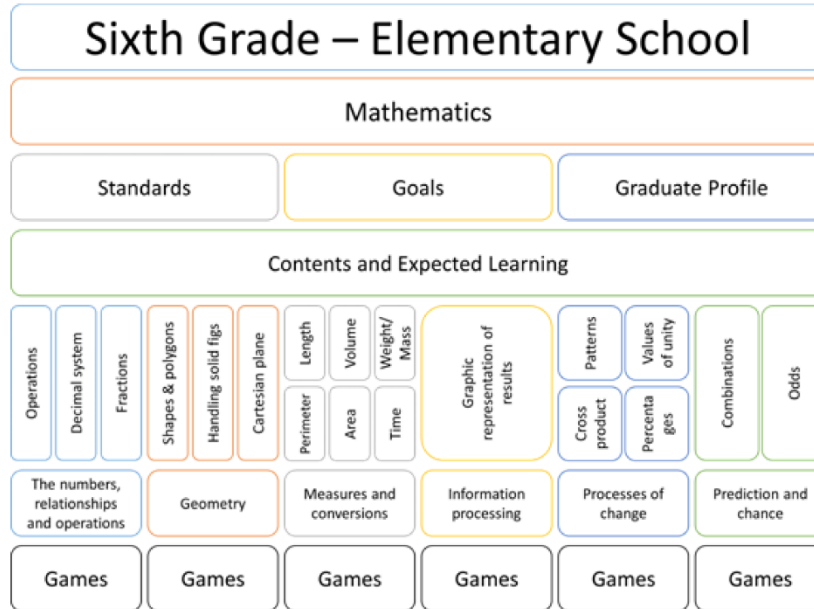 Sixth Grade – Elementary School
Mathematics
Standards
Goals
Graduate Profile
Contents and Expected Learning
Operations
Decimal system
Fractions
Shapes & polygons
Handling solid figs
Cartesian plane
Length
Volume
Weight/
Mass
Perimeter
Area
Time
Graphic
representation of
results
Patterns
Values
of unity
Cross
product
Percenta
ges
Combinations
Odds
The numbers,
relationships
and operations
Geometry
Measures and
conversions
Information
processing
Processes of
change
Prediction and
chance
Games
Games
Games
Games
Games
Games